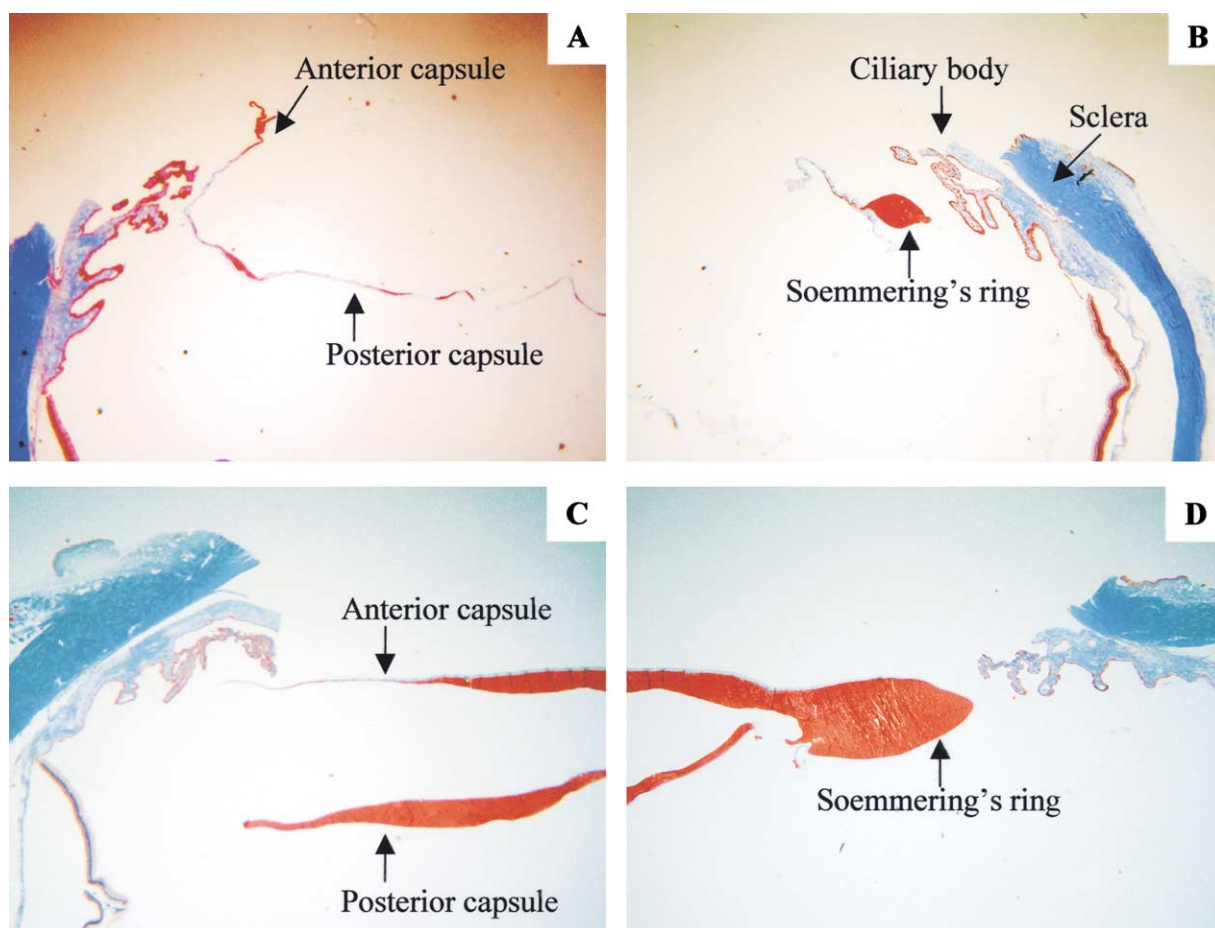 A
Anterior capsule
Posterior capsule
B
Ciliary body
Sclera
Soemmering's ring
C
Anterior capsule
Posterior capsule
D
Soemmering's ring